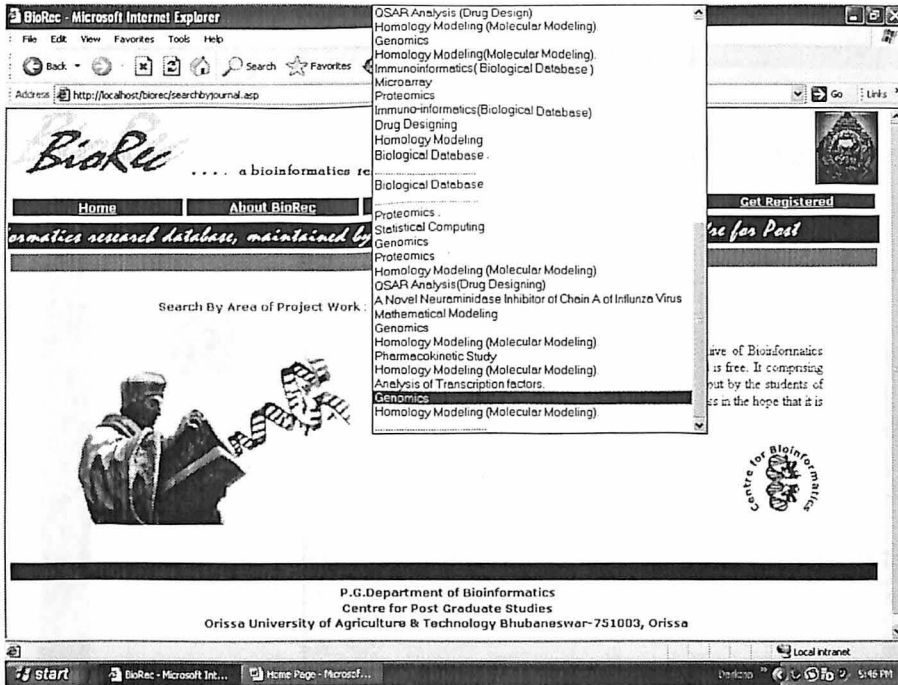 BioRec - Microsoft Internet Explorer
File Edit View Favorites Tools Help
Back Search Favorites
Address http://localhost/biorec/searchbyjournal.asp Go Links
QSAR Analysis (Drug Design)
Homology Modeling (Molecular Modeling)
Genomics
Homology Modeling(Molecular Modeling).
Immunoinformatics( Biological Database )
Microarray
Proteomics
Immuno-informatics(Biological Database)
Drug Designing
Homology Modeling
Biological Database .
Biological Database
Proteomics .
Statistical Computing
Genomics
Proteomics
Homology Modeling (Molecular Modeling)
QSAR Analysis(Drug Designing)
A Novel Neuraminidase Inhibitor of Chain A of Influnza Virus
Mathematical Modeling
Genomics
Homology Modeling (Molecular Modeling).
Pharmacokinetic Study
Homology Modeling (Molecular Modeling).
Analysis of Transcription factors.
Genomics
Homology Modeling (Molecular Modeling).
BioRec .... a bioinformatics re
Home About BioRec Get Registered
ormatics research database, maintained by re for Post
Search By Area of Project Work :
ive of Bioinformatics
is free. It comprising
out by the students of
ss in the hope that it is
Centre for Bioinformatics
P.G.Department of Bioinformatics
Centre for Post Graduate Studies
Orissa University of Agriculture & Technology Bhubaneswar-751003, Orissa
Local intranet
start BioRec - Microsoft Int... Home Page - Microsof... 5:46 PM